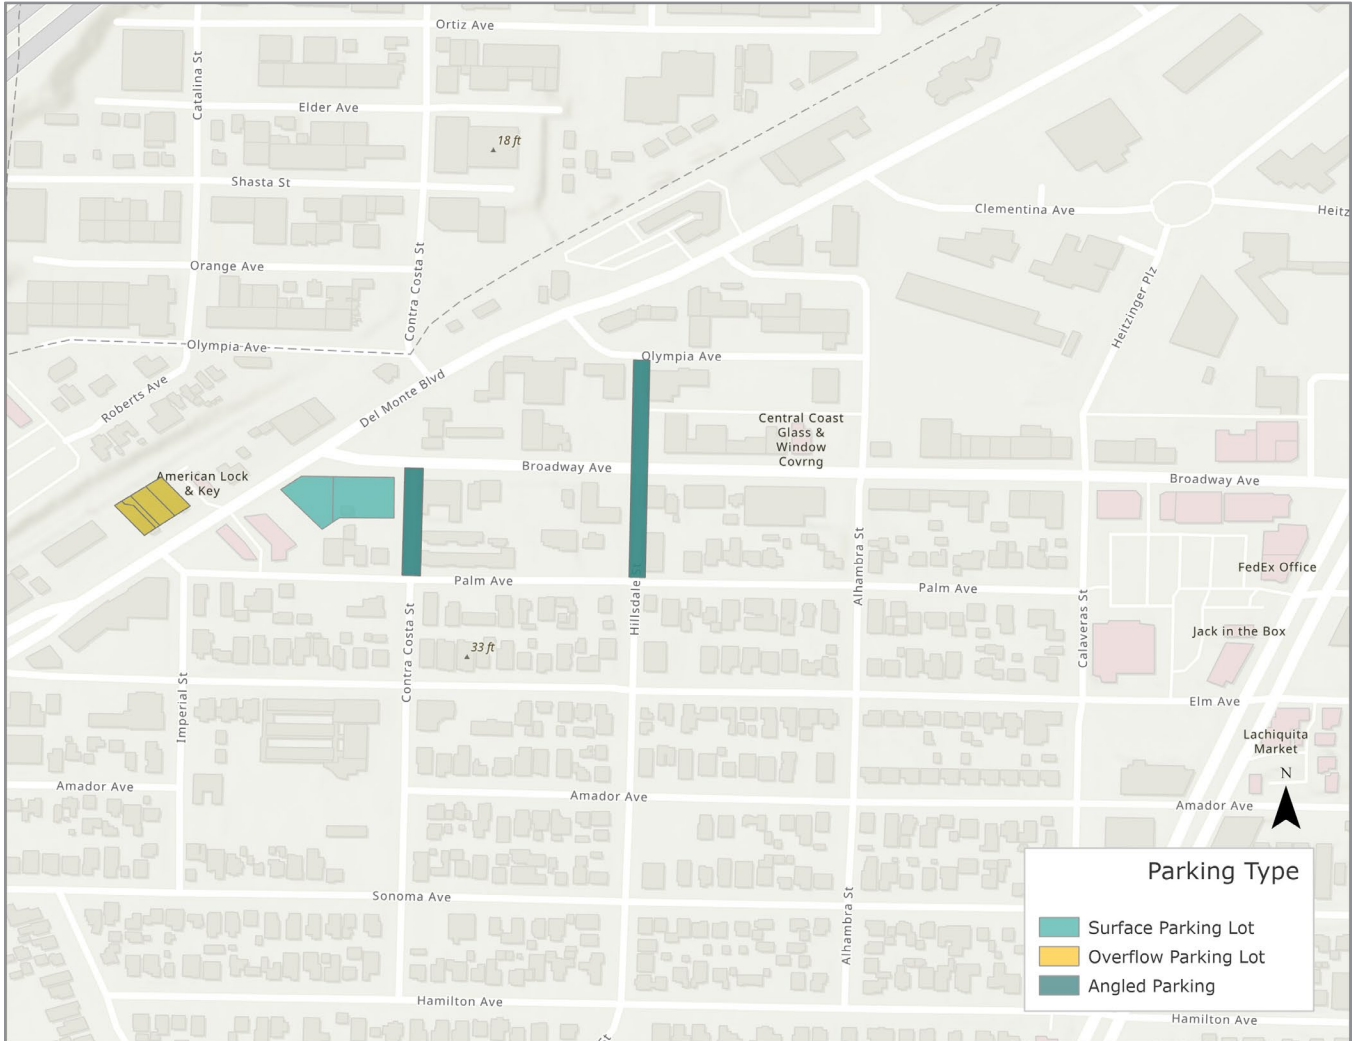 Ortiz Ave
Catalina St
Elder Ave
18 ft
Shasta St
Clementina Ave
Heitz
Contra Costa St
Orange Ave
Heitzinger Plz
Olympia Ave
Olympia Ave
Roberts Ave
Del Monte Blvd
Central Coast
Glass &
Window
Covrng
Broadway Ave
American Lock
& Key
Broadway Ave
Alhambra St
FedEx Office
Palm Ave
Palm Ave
Hillsdale St
Calaveras St
Jack in the Box
33 ft
Contra Costa St
Imperial St
Elm Ave
Lachiquita
Market
N
Amador Ave
Amador Ave
Amador Ave
Parking Type
Sonoma Ave
Alhambra St
Surface Parking Lot
Overflow Parking Lot
Angled Parking
Hamilton Ave
Hamilton Ave
St